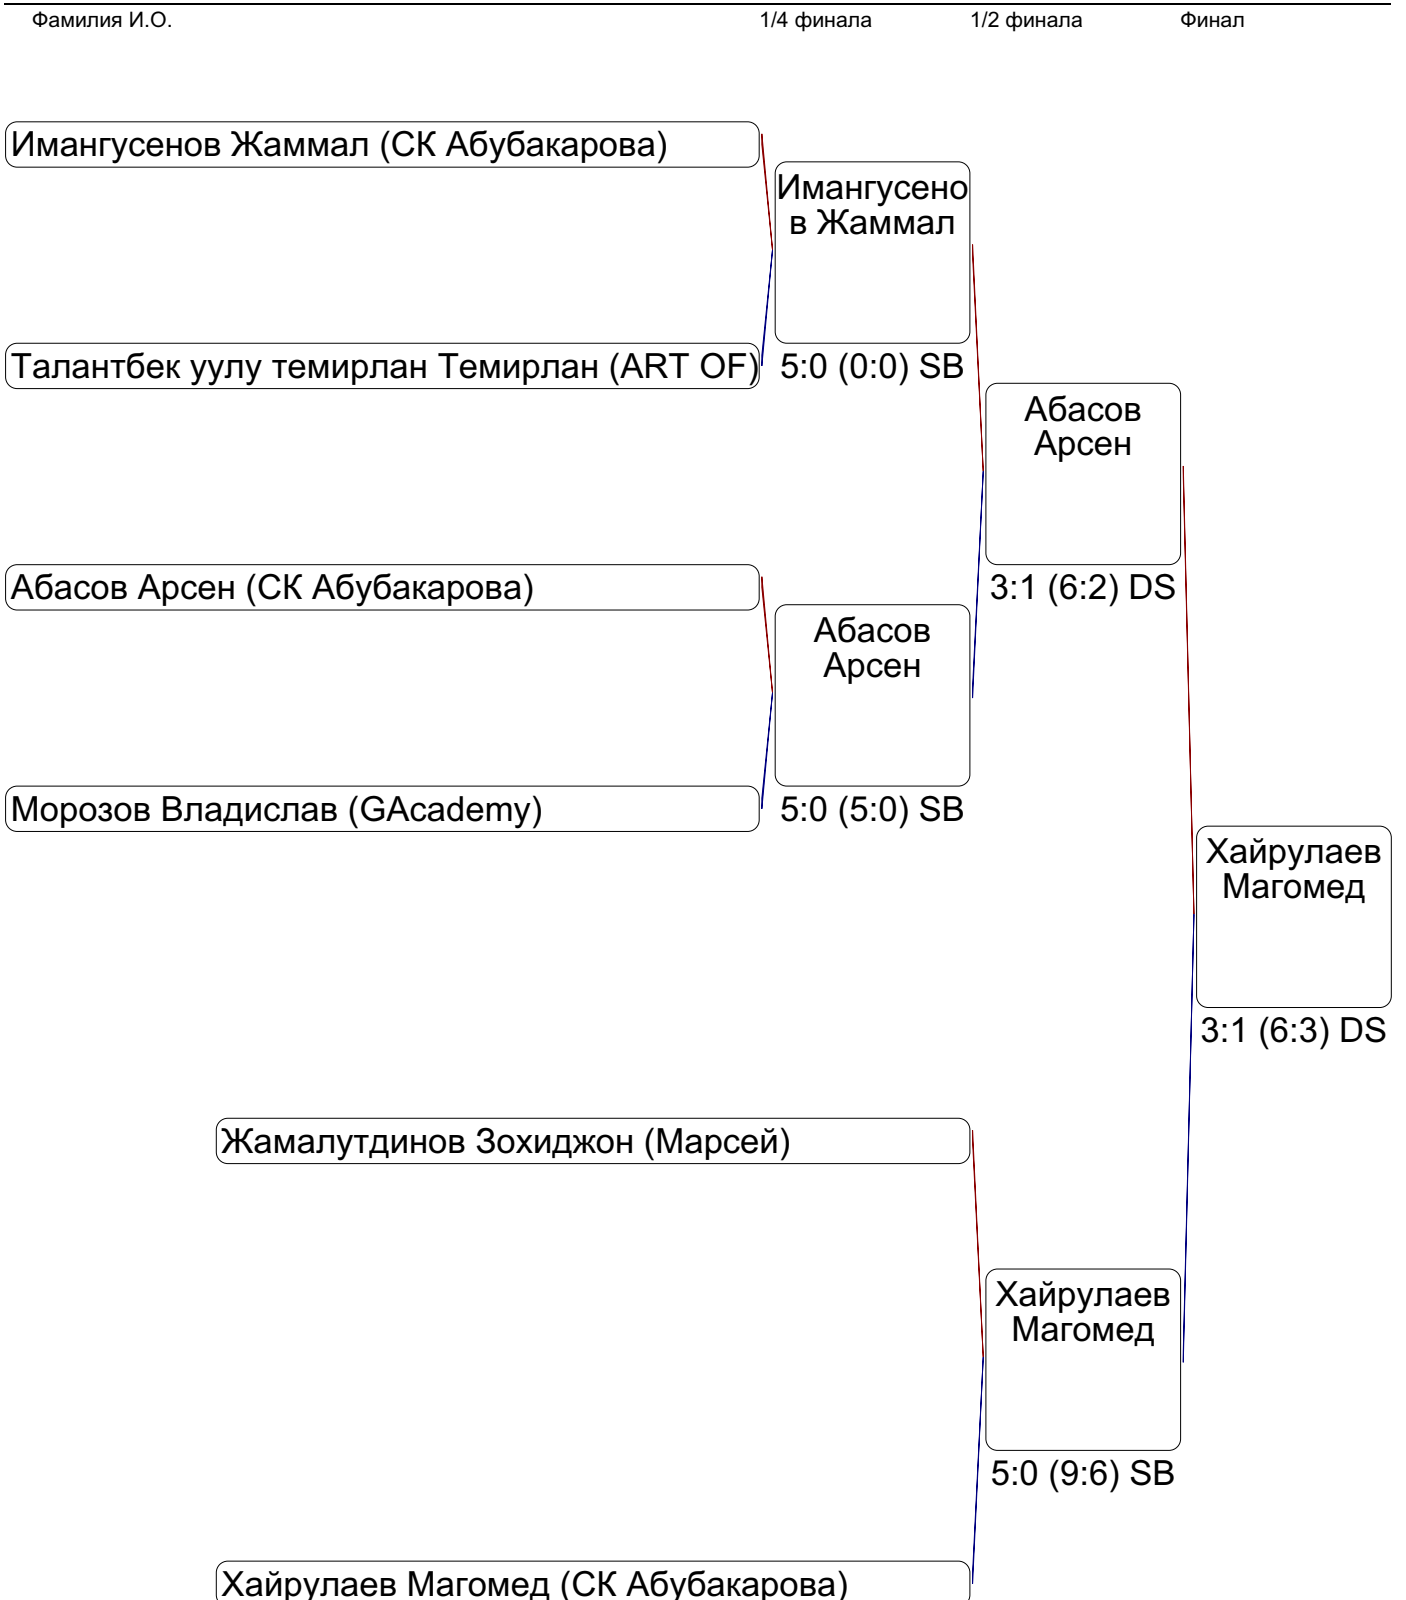 Фамилия И.О. 1/4 финала 1/2 финала Финал
Имангусенов Жаммал (СК Абубакарова)
Имангусено
в Жаммал
Талантбек уулу темирлан Темирлан (ART OF)
5:0 (0:0) SB
Абасов
Арсен
3:1 (6:2) DS
Абасов Арсен (СК Абубакарова)
Абасов
Арсен
Морозов Владислав (GAcademy)
5:0 (5:0) SB
Хайрулаев
Магомед
3:1 (6:3) DS
Жамалутдинов Зохиджон (Марсей)
Хайрулаев
Магомед
5:0 (9:6) SB
Хайрулаев Магомед (СК Абубакарова)